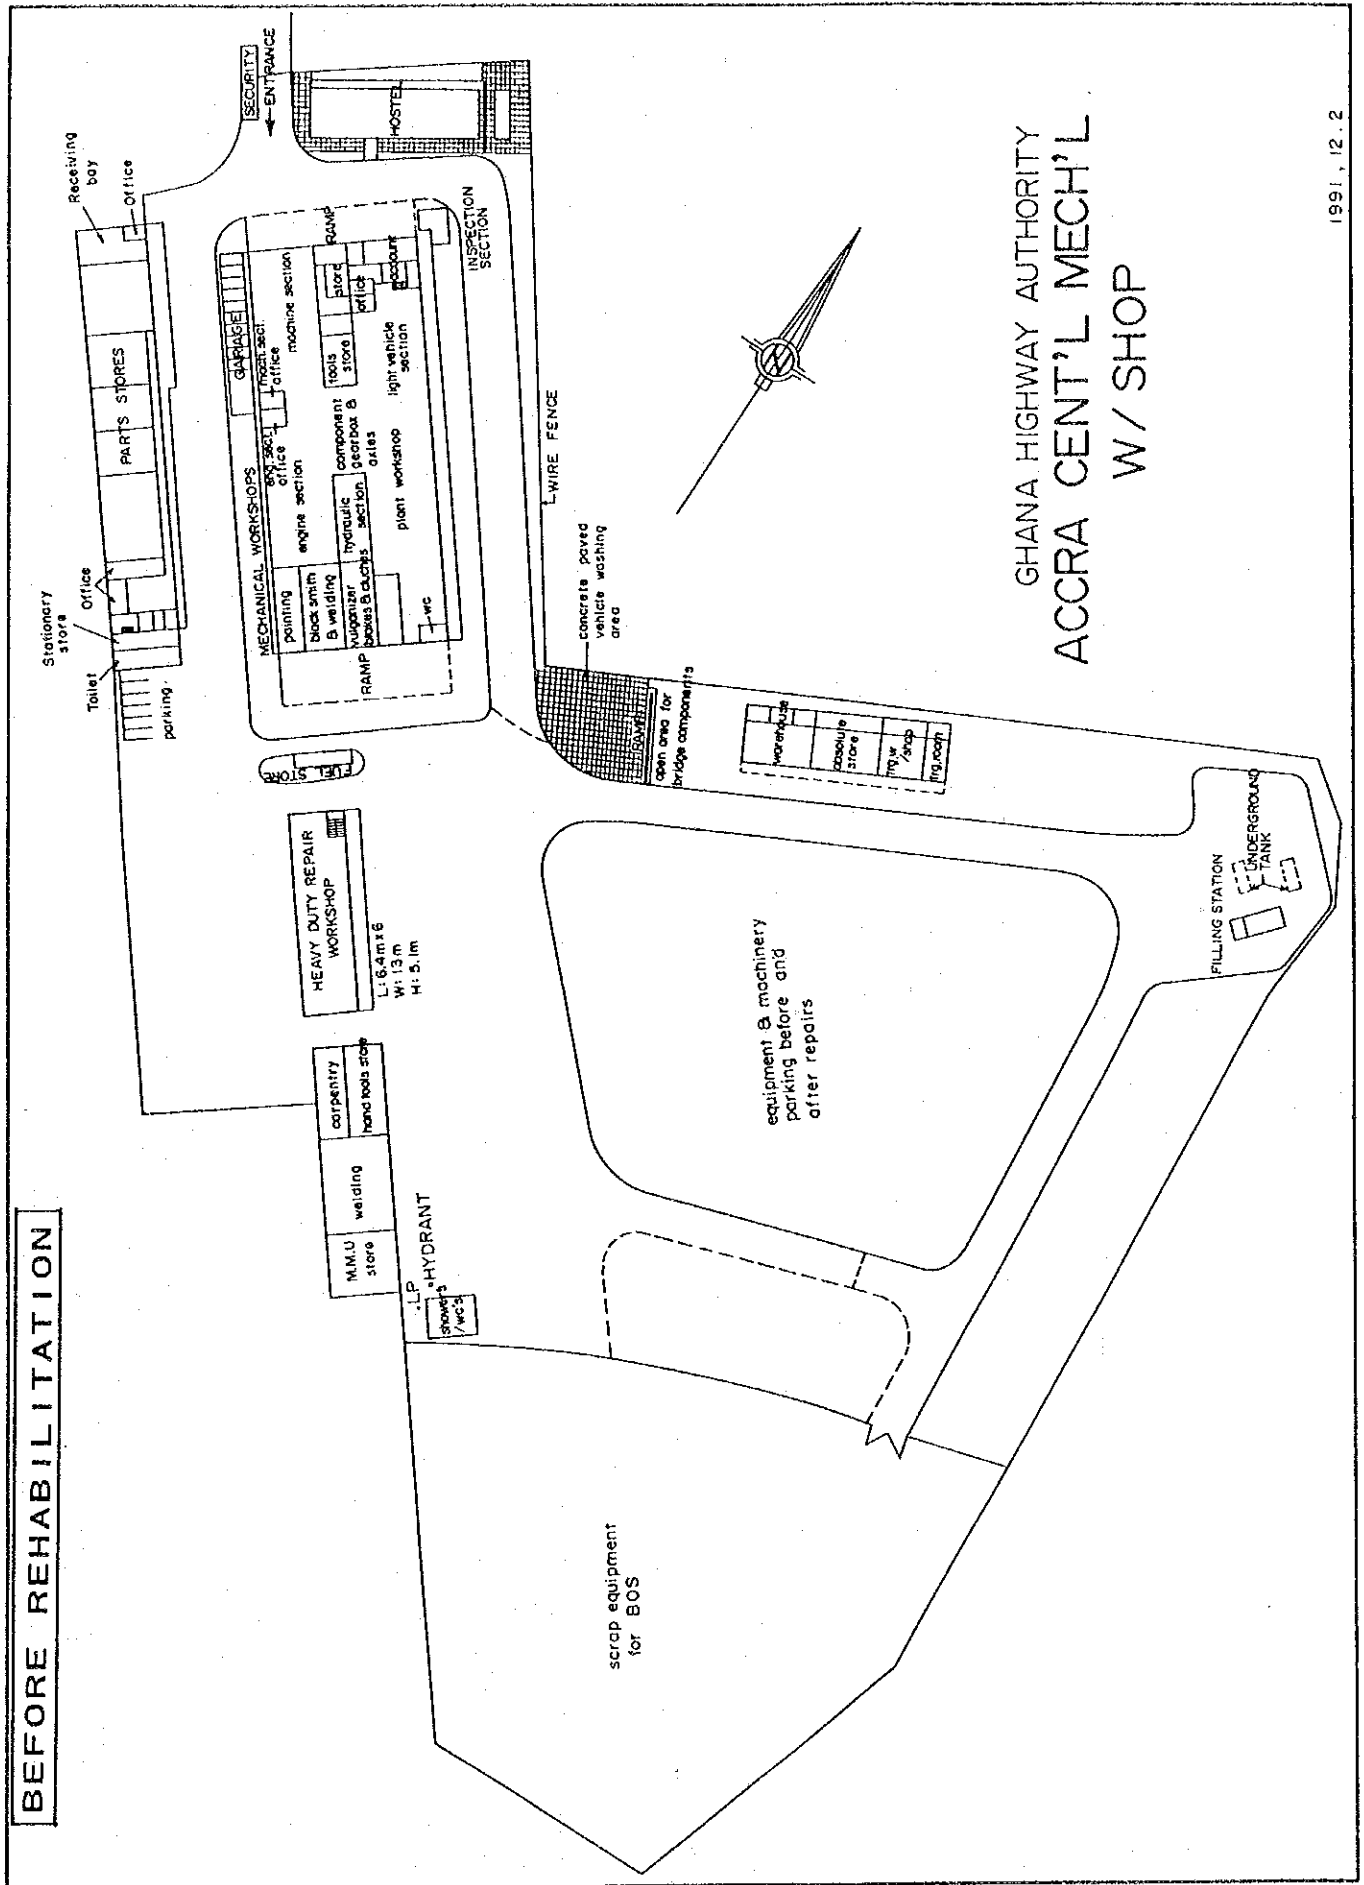 BEFORE REHABILITATION
Stationary
store
Toilet
Office
parking
PARTS STORES
Receiving
bay
Office
SECURITY
ENTRANCE
HOSTEL
MECHANICAL WORKSHOPS
GARAGE
painting
black smith
& welding
vulganizer
brakes & cluches
RAMP
eng. sect.
office
engine section
mach. sect.
office
machine section
hydraulic
section
component
gearbox &
axles
tools
store
store
office
RAMP
account
plant workshop
light vehicle
section
wc
INSPECTION
SECTION
WIRE FENCE
FUEL STORE
HEAVY DUTY REPAIR
WORKSHOP
L: 6.4m x 6
W: 13 m
H: 5.1m
carpentry
hand tools store
welding
M.M.U
store
.LP
HYDRANT
showers
/wc's
concrete paved
vehicle washing
area
RAMP
open area for
bridge components
warehouse
absolute
store
trg.w
/shop
trg.room
equipment & machinery
parking before and
after repairs
FILLING STATION
UNDERGROUND
TANK
scrap equipment
for BOS
GHANA HIGHWAY AUTHORITY
ACCRA CENT'L MECH'L
W/SHOP
1991, 12. 2